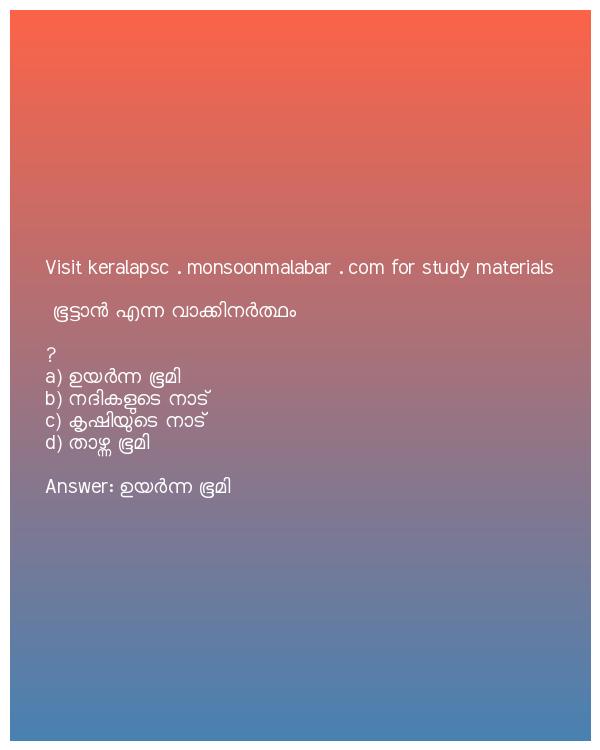 Visit keralapsc . monsoonmalabar . com for study materials
ഭൂട്ടാൻ എന്ന വാക്കിനർത്ഥം
?
a) ഉയർന്ന ഭൂമി
b) നദികളുടെ നാട്
c) കൃഷിയുടെ നാട്
d) താഴ്ന്ന ഭൂമി
Answer: ഉയർന്ന ഭൂമി